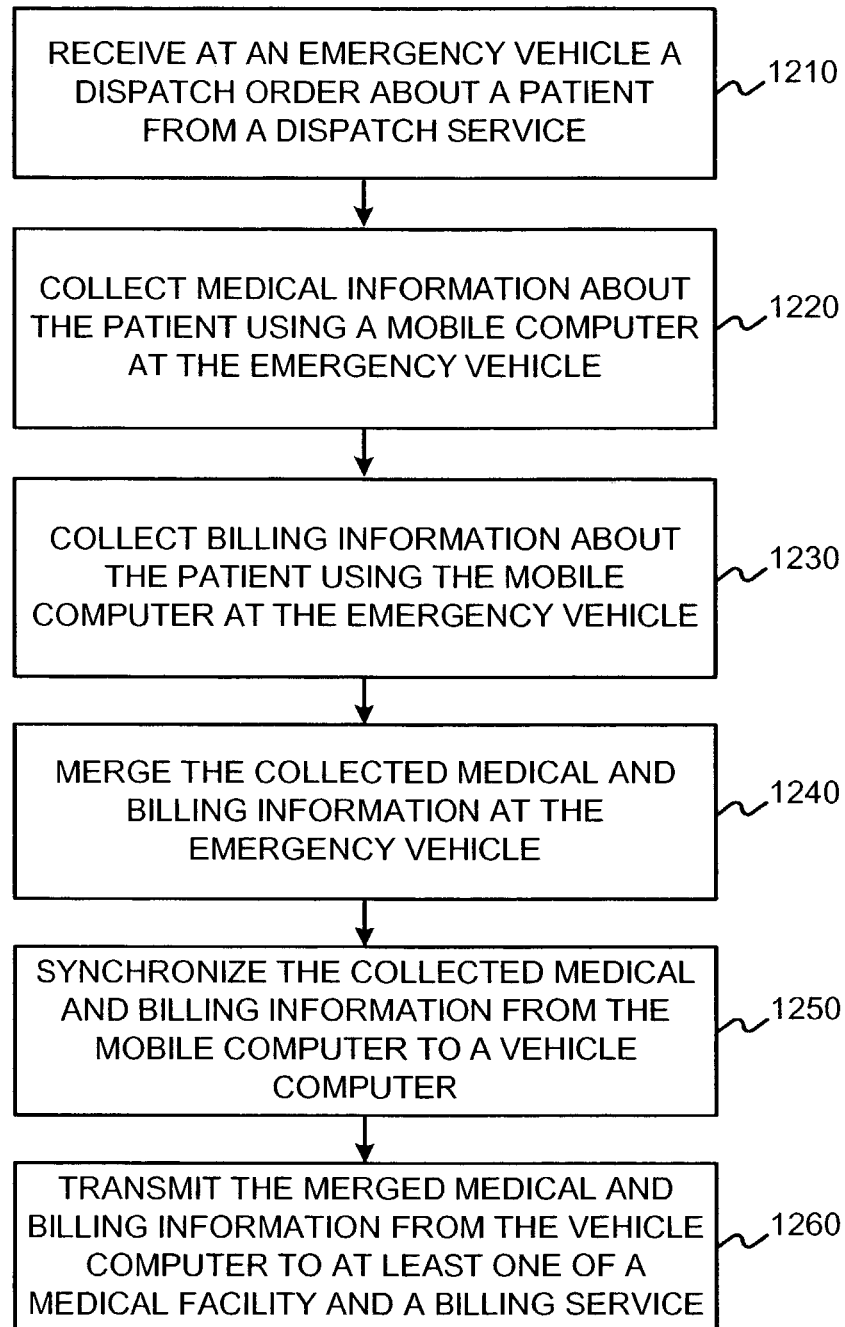 RECEIVE AT AN EMERGENCY VEHICLE A
DISPATCH ORDER ABOUT A PATIENT
FROM A DISPATCH SERVICE
1210
COLLECT MEDICAL INFORMATION ABOUT
THE PATIENT USING A MOBILE COMPUTER
AT THE EMERGENCY VEHICLE
1220
COLLECT BILLING INFORMATION ABOUT
THE PATIENT USING THE MOBILE
COMPUTER AT THE EMERGENCY VEHICLE
1230
MERGE THE COLLECTED MEDICAL AND
BILLING INFORMATION AT THE
EMERGENCY VEHICLE
1240
SYNCHRONIZE THE COLLECTED MEDICAL
AND BILLING INFORMATION FROM THE
MOBILE COMPUTER TO A VEHICLE
COMPUTER
1250
TRANSMIT THE MERGED MEDICAL AND
BILLING INFORMATION FROM THE VEHICLE
COMPUTER TO AT LEAST ONE OF A
MEDICAL FACILITY AND A BILLING SERVICE
1260